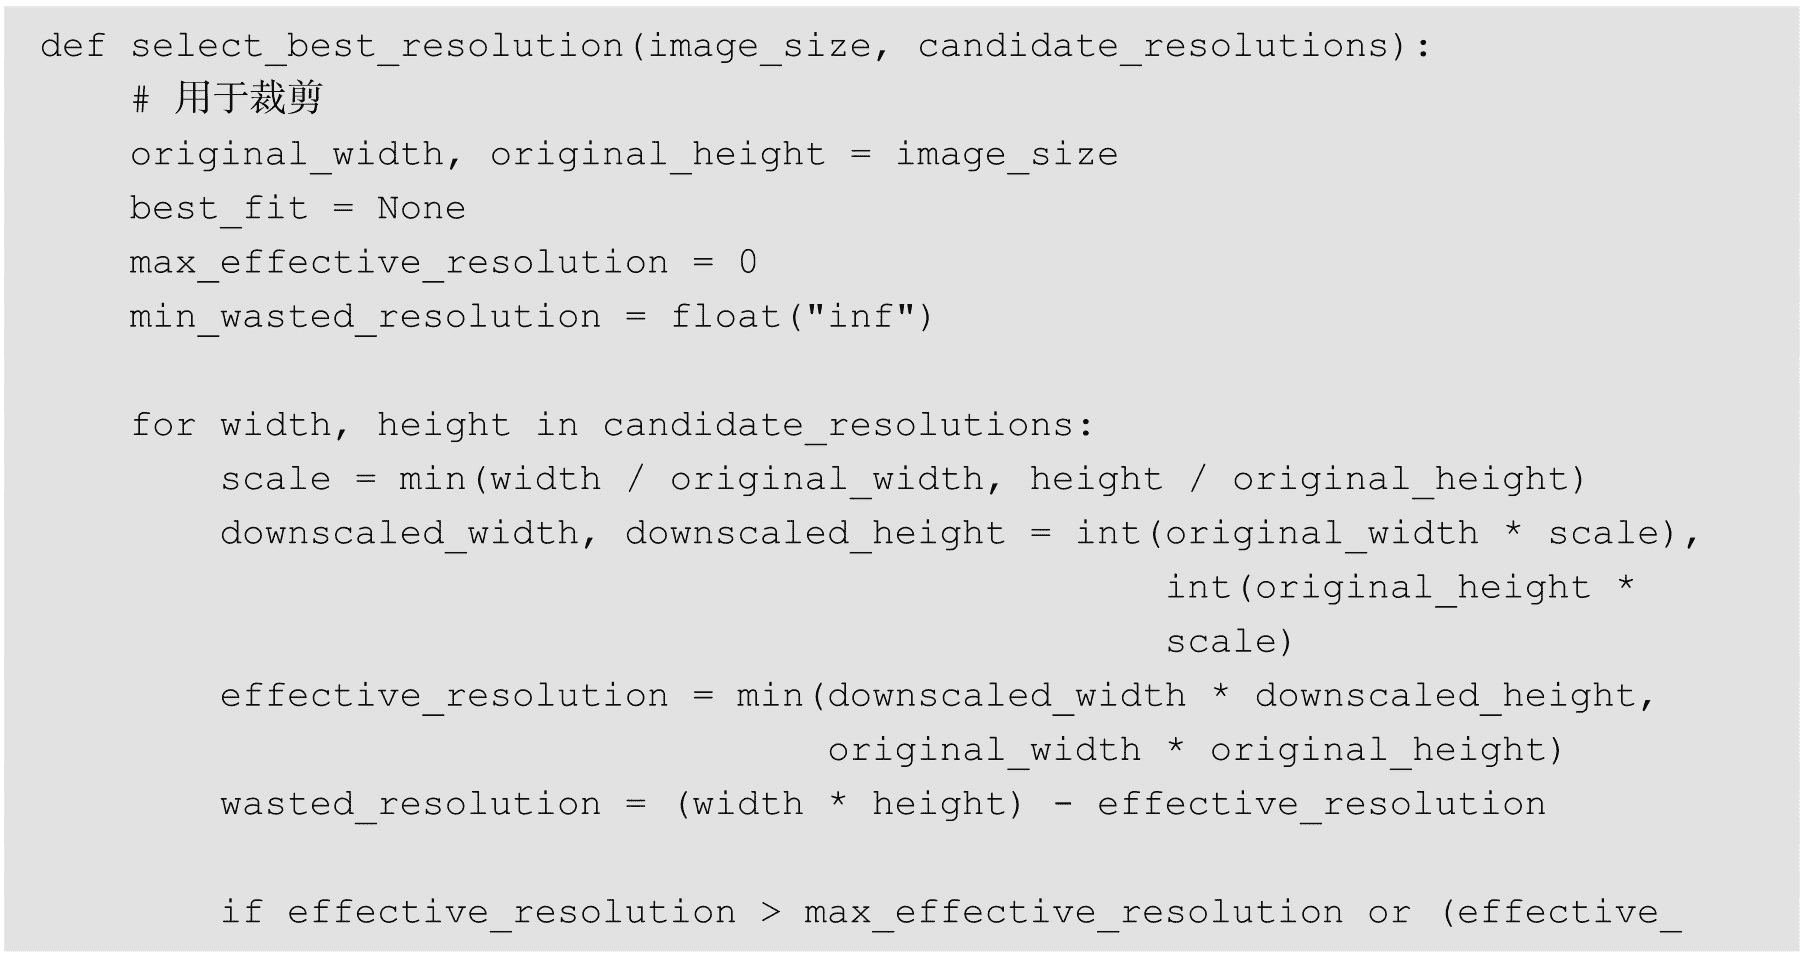 def select_best_resolution(image_size, candidate_resolutions):
    # 用于裁剪
    original_width, original_height = image_size
    best_fit = None
    max_effective_resolution = 0
    min_wasted_resolution = float("inf")

    for width, height in candidate_resolutions:
        scale = min(width / original_width, height / original_height)
        downscaled_width, downscaled_height = int(original_width * scale),
                                                  int(original_height *
                                                  scale)
        effective_resolution = min(downscaled_width * downscaled_height,
                                   original_width * original_height)
        wasted_resolution = (width * height) - effective_resolution

        if effective_resolution > max_effective_resolution or (effective_